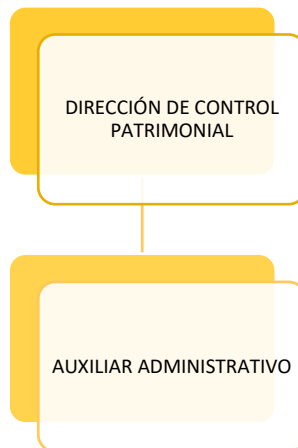 DIRECCIÓN DE CONTROL
PATRIMONIAL
AUXILIAR ADMINISTRATIVO